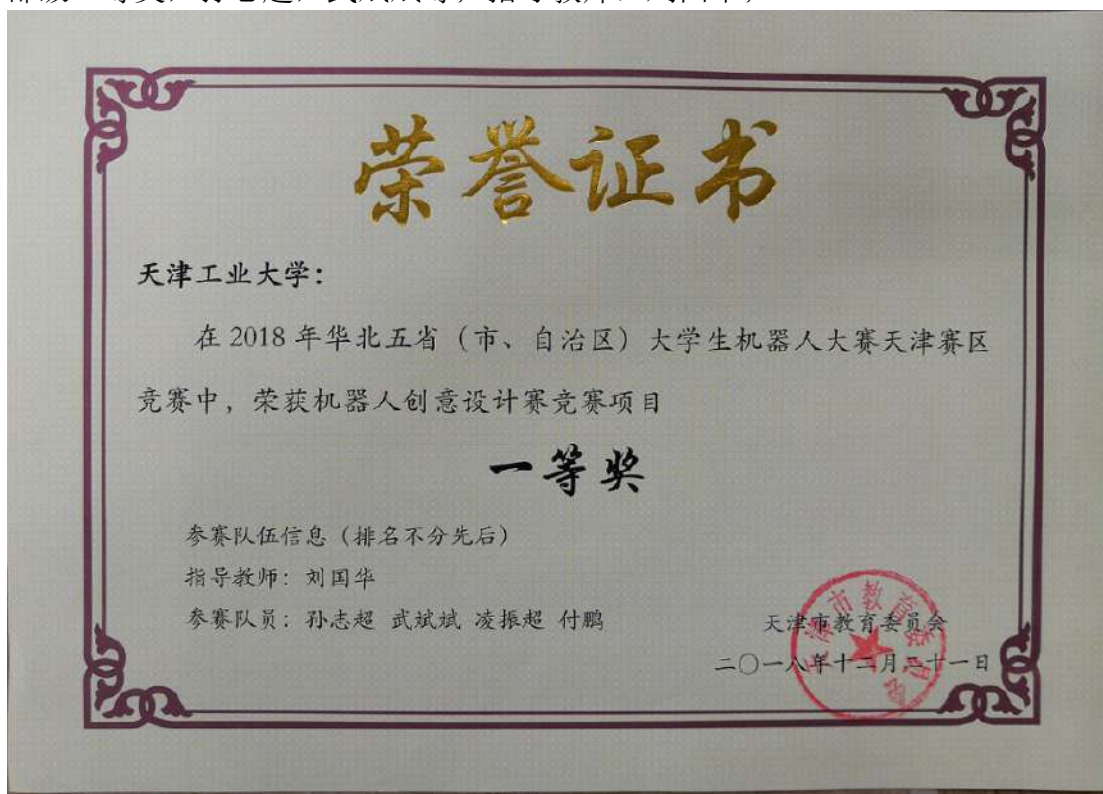 荣誉证书
天津工业大学:
在 2018 年华北五省（市、自治区）大学生机器人大赛天津赛区
竞赛中，荣获机器人创意设计赛竞赛项目
一等奖
参赛队伍信息（排名不分先后）
指导教师：刘国华
参赛队员：孙志超 武斌斌 凌振超 付鹏
天津市教育委员会
二〇一八年十二月二十一日